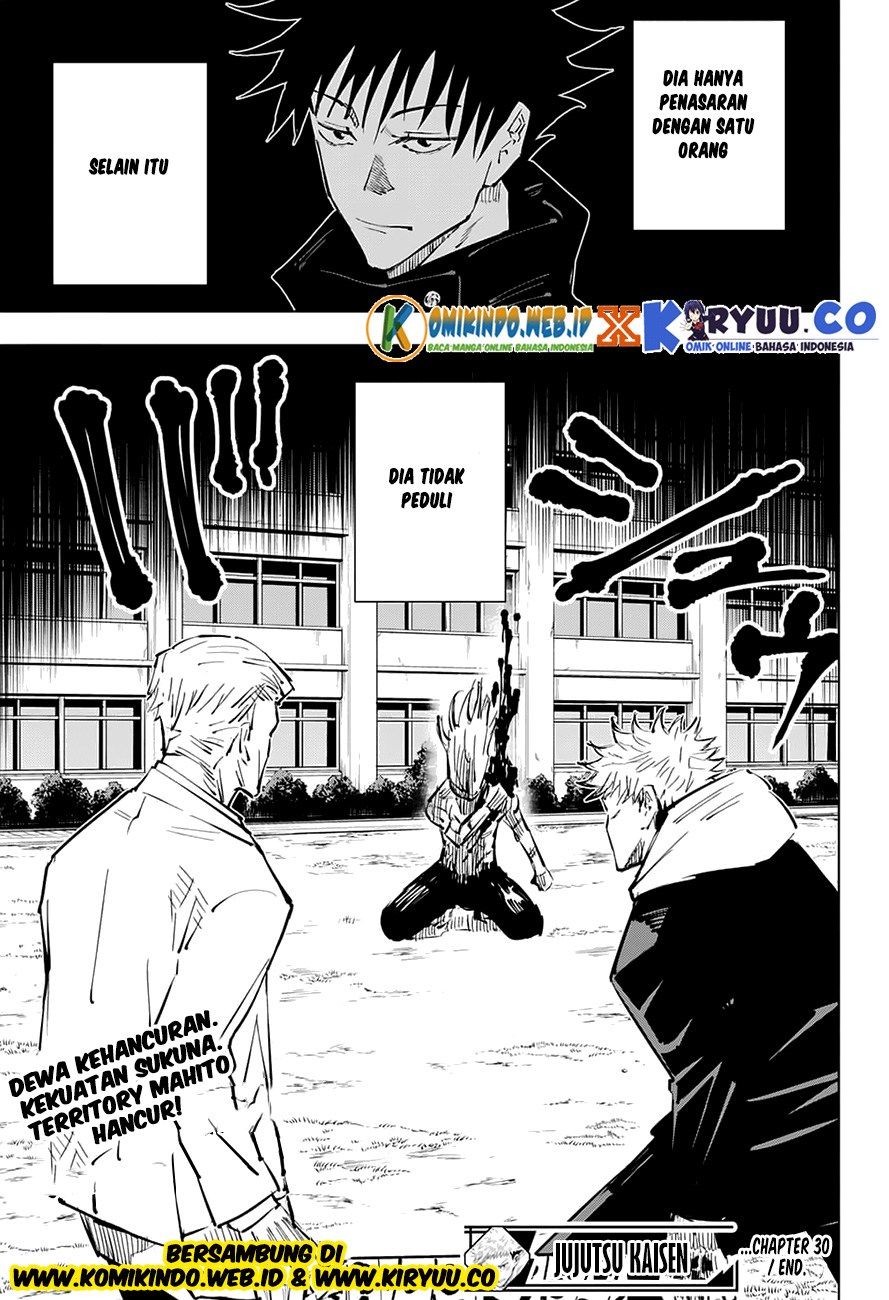 DIA HANYA
PENASARAN
DENGAN SATU
ORANG
SELAIN ITU
KOMIKINDO.WEB.ID X KIRYUU.CO
BACA MANGA ONLINE BAHASA INDONESIA
OMIK ONLINE BAHASA INDONESIA
DIA TIDAK
PEDULI
DEWA KEHANCURAN.
KEKUATAN SUKUNA.
TERRITORY MAHITO
HANCUR!
BERSAMBUNG DI
WWW.KOMIKINDO.WEB.ID & WWW.KIRYUU.CO
JUJUTSU KAISEN
...CHAPTER 30
/ END